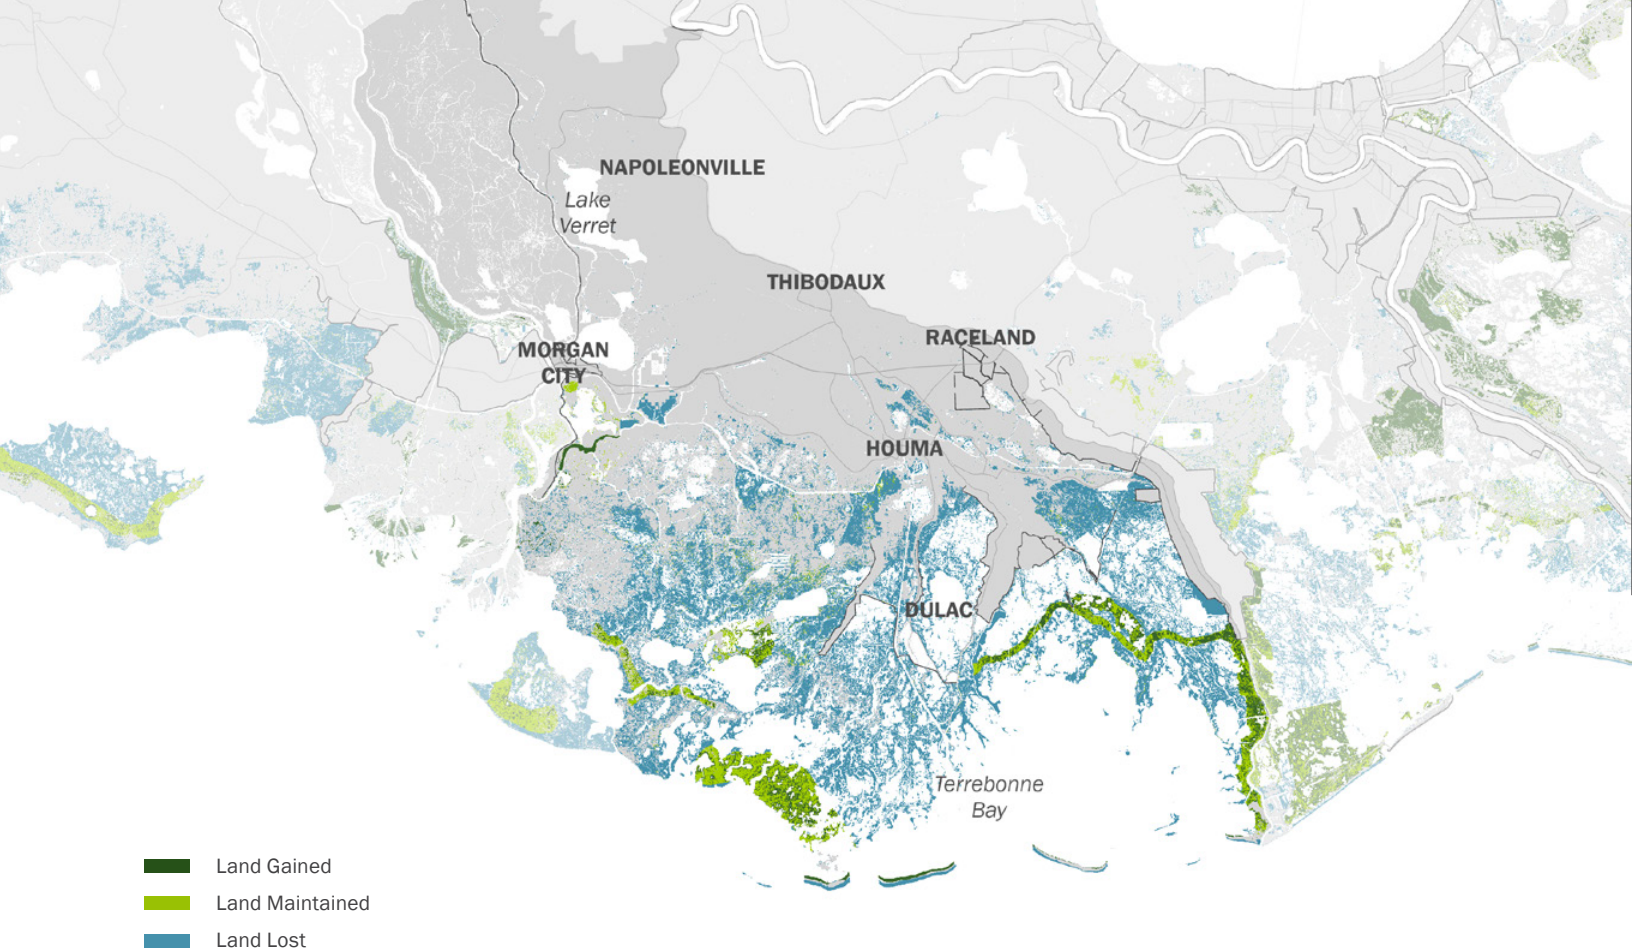 NAPOLEONVILLE
Lake
Verret
THIBODAUX
RACELAND
MORGAN
CITY
HOUMA
DULAC
Terrebonne
Bay
Land Gained
Land Maintained
Land Lost